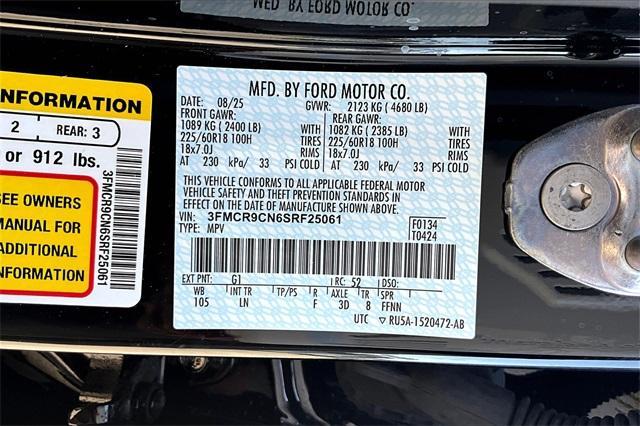 MFD. BY FORD MOTOR CO.
MFD. BY FORD MOTOR CO.
DATE: 08/25 GVWR: 2123 KG ( 4680 LB)
FRONT GAWR: REAR GAWR:
1089 KG ( 2400 LB) WITH 1082 KG ( 2385 LB) WITH
225/60R18 100H TIRES 225/60R18 100H TIRES
18x7.0J RIMS 18x7.0J RIMS
AT 230 kPa/ 33 PSI COLD AT 230 kPa/ 33 PSI COLD
THIS VEHICLE CONFORMS TO ALL APPLICABLE FEDERAL MOTOR
VEHICLE SAFETY AND THEFT PREVENTION STANDARDS IN
EFFECT ON THE DATE OF MANUFACTURE SHOWN ABOVE.
VIN: 3FMCR9CN6SRF25061
TYPE: MPV
F0134
T0424
EXT PNT: G1 RC: 52 DSO:
WB INT TR TP/PS R AXLE TR SPR
105 LN F 3D 8 FFNN
UTC RU5A-1520472-AB
INFORMATION
2 REAR: 3
or 912 lbs.
SEE OWNERS
MANUAL FOR
ADDITIONAL
INFORMATION
3FMCR9CN6SRF25061